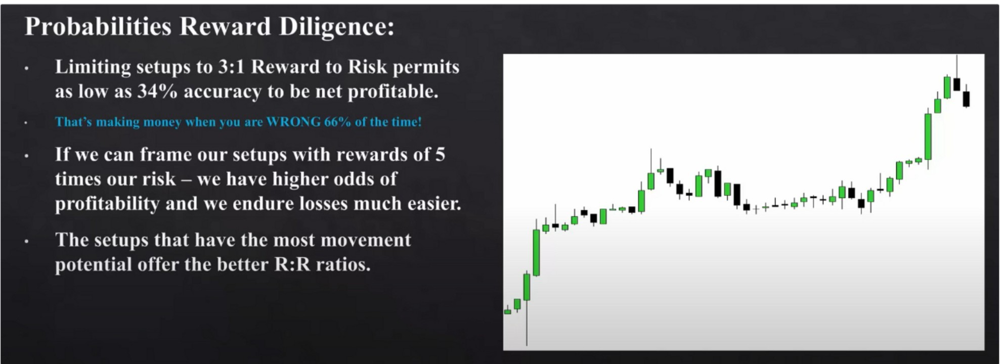 Probabilities Reward Diligence:
· Limiting setups to 3:1 Reward to Risk permits
as low as 34% accuracy to be net profitable.
· That's making money when you are WRONG 66% of the time!
· If we can frame our setups with rewards of 5
times our risk – we have higher odds of
profitability and we endure losses much easier.
· The setups that have the most movement
potential offer the better R:R ratios.